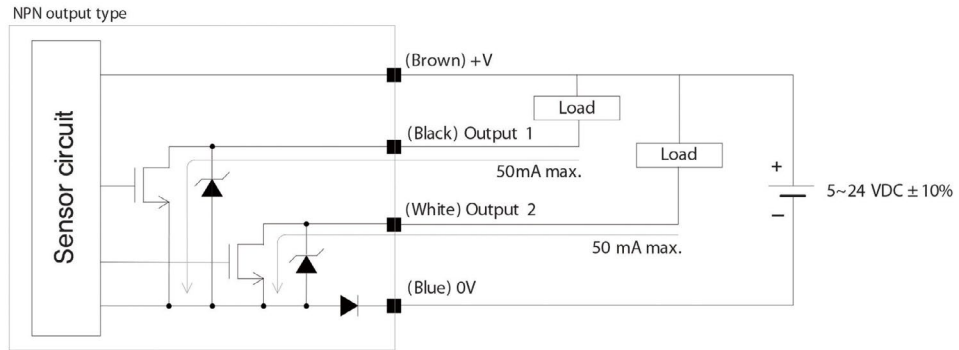 NPN output type
Sensor circuit
(Brown) +V
Load
(Black) Output 1
50mA max.
Load
(White) Output 2
50 mA max.
+
5~24 VDC ± 10%
−
(Blue) 0V